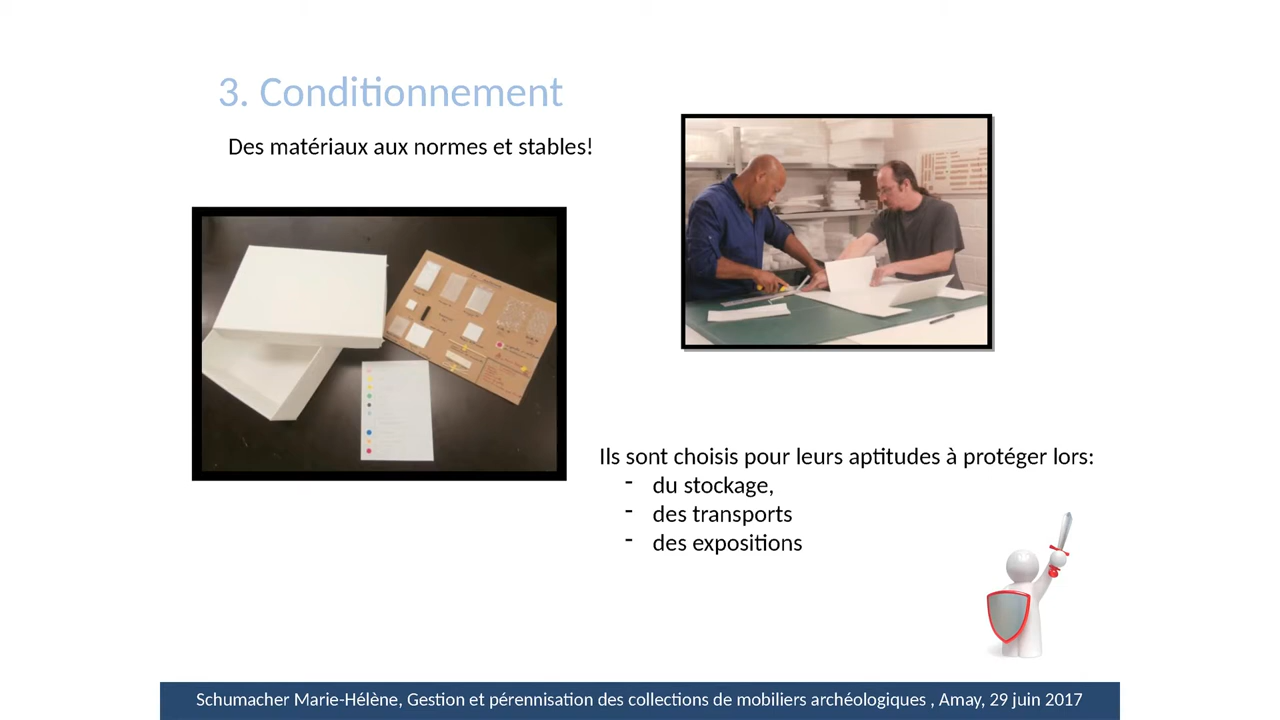 3. Conditionnement
Des matériaux aux normes et stables!
Ils sont choisis pour leurs aptitudes à protéger lors:
- du stockage,
- des transports
- des expositions
Schumacher Marie-Hélène, Gestion et pérennisation des collections de mobiliers archéologiques , Amay, 29 juin 2017